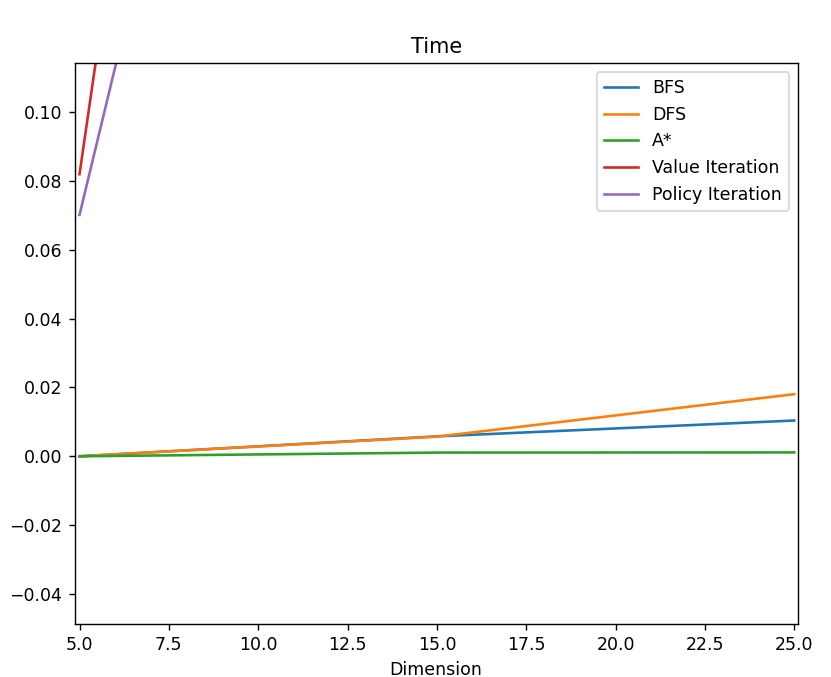 Time
BFS
DFS
A*
Value Iteration
Policy Iteration
0.10
0.08
0.06
0.04
0.02
0.00
−0.02
−0.04
5.0 7.5 10.0 12.5 15.0 17.5 20.0 22.5 25.0
Dimension